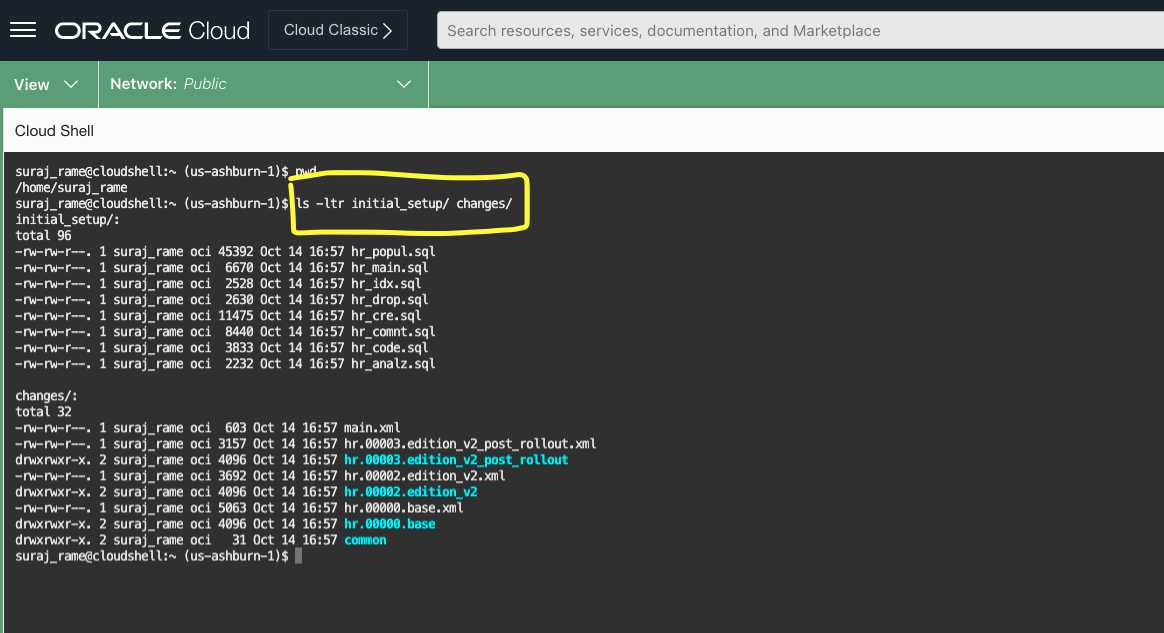 ORACLE Cloud
Cloud Classic
Search resources, services, documentation, and Marketplace
View
Network: Public
Cloud Shell
suraj_rame@cloudshell:~ (us-ashburn-1)$ pwd
/home/suraj_rame
suraj_rame@cloudshell:~ (us-ashburn-1)$ ls -ltr initial_setup/ changes/
initial_setup/:
total 96
-rw-rw-r--. 1 suraj_rame oci 45392 Oct 14 16:57 hr_popul.sql
-rw-rw-r--. 1 suraj_rame oci  6670 Oct 14 16:57 hr_main.sql
-rw-rw-r--. 1 suraj_rame oci  2528 Oct 14 16:57 hr_idx.sql
-rw-rw-r--. 1 suraj_rame oci  2630 Oct 14 16:57 hr_drop.sql
-rw-rw-r--. 1 suraj_rame oci 11475 Oct 14 16:57 hr_cre.sql
-rw-rw-r--. 1 suraj_rame oci  8440 Oct 14 16:57 hr_comnt.sql
-rw-rw-r--. 1 suraj_rame oci  3833 Oct 14 16:57 hr_code.sql
-rw-rw-r--. 1 suraj_rame oci  2232 Oct 14 16:57 hr_analz.sql
changes/:
total 32
-rw-rw-r--. 1 suraj_rame oci  603 Oct 14 16:57 main.xml
-rw-rw-r--. 1 suraj_rame oci 3157 Oct 14 16:57 hr.00003.edition_v2_post_rollout.xml
drwxrwxr-x. 2 suraj_rame oci 4096 Oct 14 16:57 hr.00003.edition_v2_post_rollout
-rw-rw-r--. 1 suraj_rame oci 3692 Oct 14 16:57 hr.00002.edition_v2.xml
drwxrwxr-x. 2 suraj_rame oci 4096 Oct 14 16:57 hr.00002.edition_v2
-rw-rw-r--. 1 suraj_rame oci 5063 Oct 14 16:57 hr.00000.base.xml
drwxrwxr-x. 2 suraj_rame oci 4096 Oct 14 16:57 hr.00000.base
drwxrwxr-x. 2 suraj_rame oci   31 Oct 14 16:57 common
suraj_rame@cloudshell:~ (us-ashburn-1)$